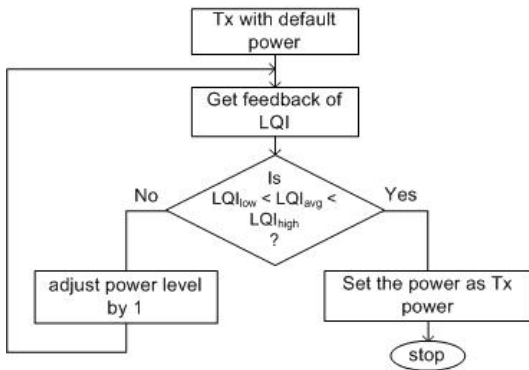 Tx with default
power
Get feedback of
LQI
Is
LQIlow < LQIavg <
LQIhigh
?
No
Yes
adjust power level
by 1
Set the power as Tx
power
stop